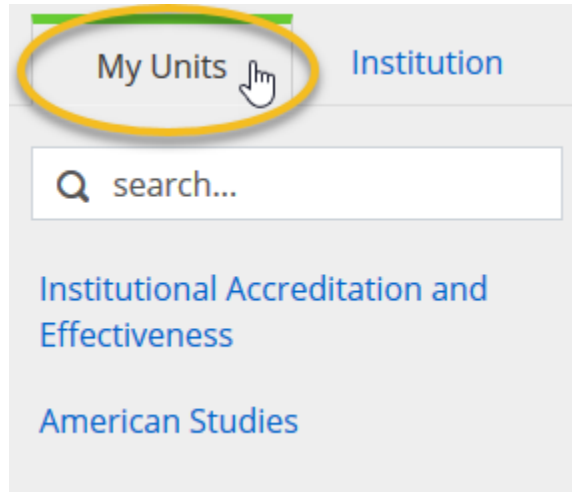 My Units Institution
search...
Institutional Accreditation and
Effectiveness
American Studies